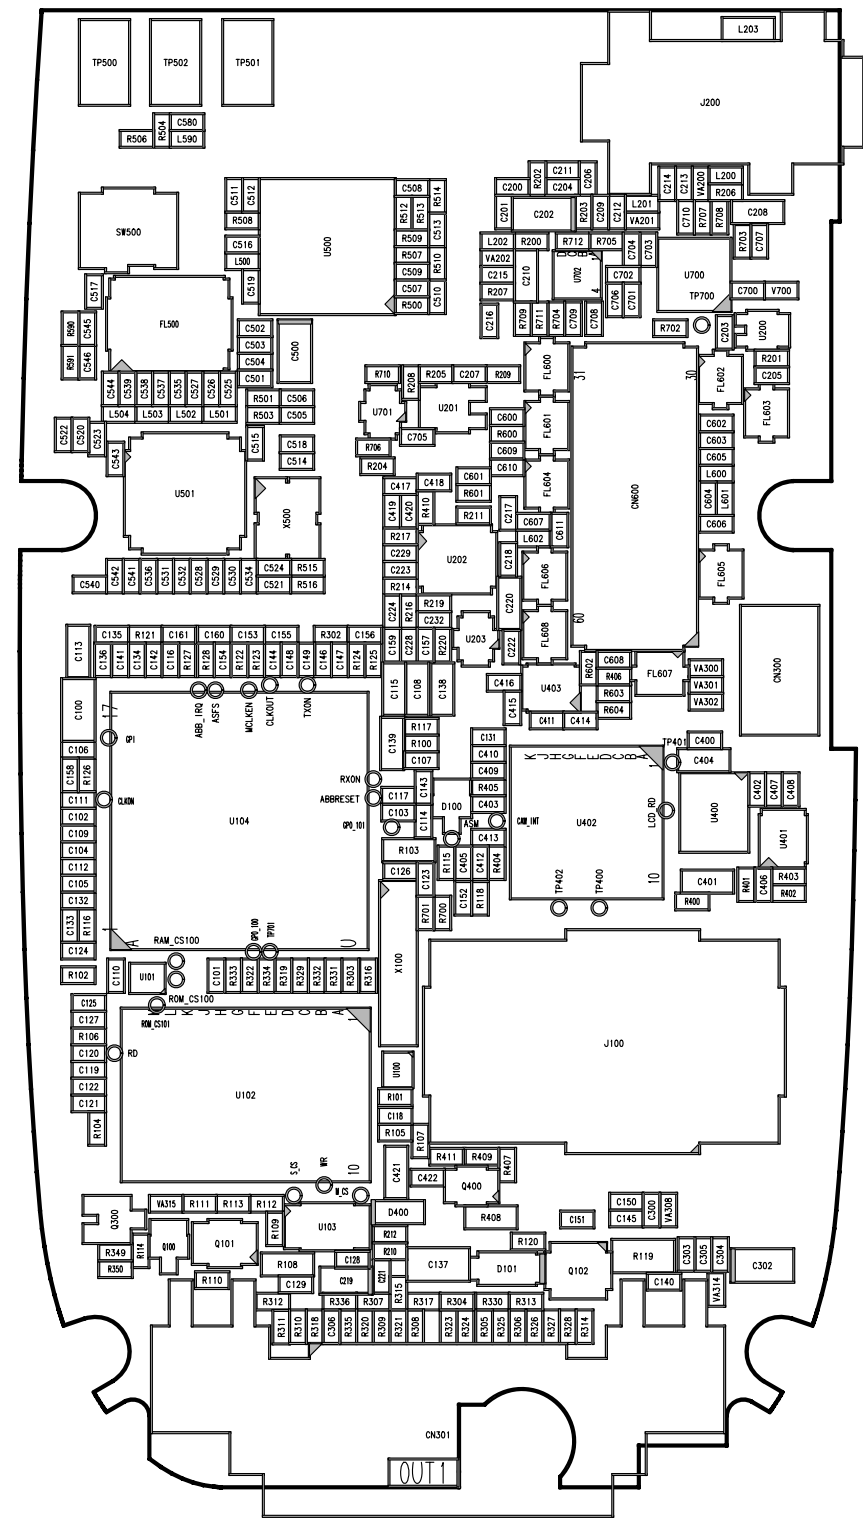 L203
TP500 TP502 TP501
J200
R504 C580
R506 L590
C511 C512 C508 R514
R508 R512 R513 C513
SW500 U500
C516 R509
L500 R507 R510
C519 C509
C507 C510
R500
C200 R202 C211 C206
C204
C214 C213 VA200 L200
R206
C201 C202 R203 C209 C212 L201
VA201
C710 R707 R708 C208
L202 R200 R712 R705 C704 C703
VA202 C210 U702 4
C215
R207
C702
C706 C701
U700
TP700
R703 C707
C700 V700
C216 R709 R711 R704 C709 C708
R702 C203 U200
R201
C205
C517 FL500
R590 C545
R591 C546
C502
C503
C504
C501
C500
C544 C539 C538 C537 C535 C527 C526 C525
L504 L503 L502 L501
R501 C506
R503 C505
C522 C520 C523
C543 C515 C518
C514
U501 X500
C540 C542 C541 C536 C531 C532 C528 C529 C530 C534
C524 R515
C521 R516
R710 R208 R205 C207 R209
U701 U201
C705
R706
R204
FL600 31 30
FL601 FL604
C600
R600
C609
C610
FL602 FL603
C602
C603
C605
L600
C604 L601
C606
CN600
C417 C418 C601
R601
C419 C420 R410 R211
R217
C229
C223
R214
U202
C217 C607
L602 C611
C218
C220
FL606
FL608
FL605
60
CN300
C224 R216 R219
C232
C159 C228 C157 R220
U203 C222
C113 C135 R121 C161 C160 C153 C155 R302 C156
C136 C141 C134 C142 C116 R127 R128 C154 R122 R123 C144 C148 C149 C146 C147 R124 R125
C100 17
ABB_IRQ ASFS MCLKEN CLKOUT TXON
GPI
C106
C158 R126
C111 CLKON
C102
C109
C104
C112
C105
C132
C133 R116
C124
U104
A U
C115 C108 C138
C416 U403
C415
C411 C414
R602 C608
R406
R603
R604
FL607
VA300
VA301
VA302
C139 R117
R100
C107
C131
C410
C409
R405
C403
C413
RXON
ABBRESET
C117
C103
GPO_101
C143
C114
D100
ASM
CAM_INT
R103
C126 C123
R115 C405 C412 R404
C152 R118
R701 R700
K J H G F E D C B A
1
TP401 C400
C404
U402 LCD_RD U400
C402 C407 C408
U401
TP402 TP400 10
C401
R400
R401 C406 R403
R402
RAM_CS100
GPO_100 TP701
R102 C110 U101
ROM_CS100
ROM_CS101
C101 R333 R322 R334 R319 R329 R332 R331 R303 R316
X100
J100
C125
C127
R106
C120
C119
C122
C121
R104
RD
U102
K J H G F E D C B A
1
10
U100
R101
C118
R105
R107
S_CS WR M_CS
C421
R411 R409 R407
C422 Q400
D400 R408
VA315 R111 R113 R112
Q300 R109 U103
R212
R210
R349
R350
R114 Q100 Q101
R110
R108 C128
C129 C219
C221 R315
C137 D101
R120
C151
Q102
C150
C145 C300 VA308
R119 C303 C305 C304 C302
C140 VA314
R312 R336 R307 R317 R304 R330 R313
R311 R310 R318 C306 R335 R320 R309 R321 R308 R323 R324 R305 R325 R306 R326 R327 R328 R314
CN301
OUT1